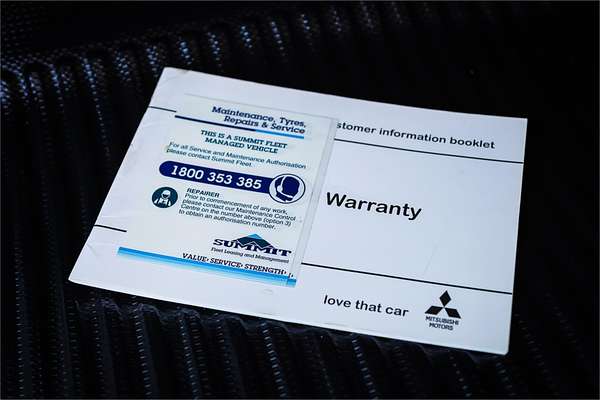 Maintenance, Tyres,
Repairs & Service
THIS IS A SUMMIT FLEET
MANAGED VEHICLE
For all Service and Maintenance Authorisation
please contact Summit Fleet.
1800 353 385
REPAIRER
Prior to commencement of any work,
please contact our Maintenance Control
Centre on the number above (option 3)
to obtain an authorisation number.
SUMMIT
Fleet Leasing and Management
VALUE · SERVICE · STRENGTH
stomer information booklet
Warranty
love that car
MITSUBISHI
MOTORS